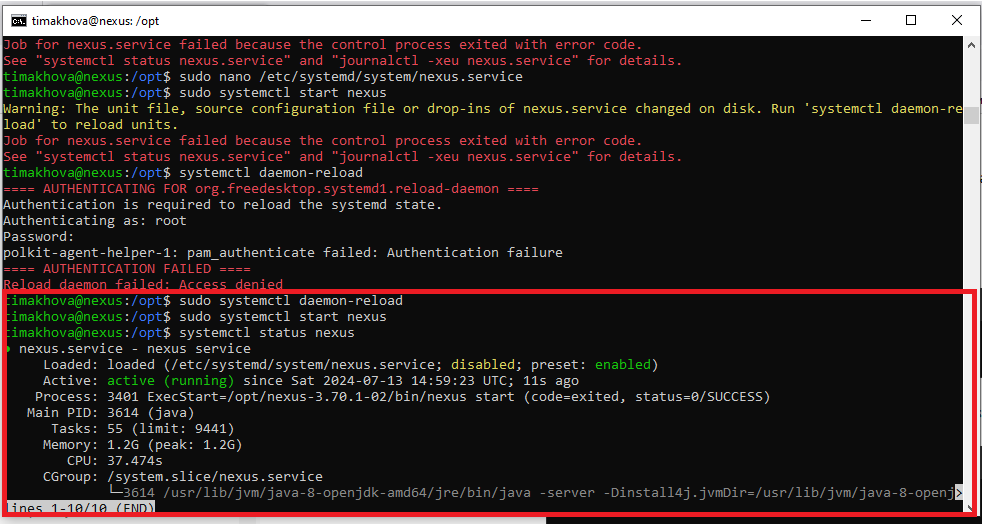 timakhova@nexus: /opt
Job for nexus.service failed because the control process exited with error code.
See "systemctl status nexus.service" and "journalctl -xeu nexus.service" for details.
timakhova@nexus:/opt$ sudo nano /etc/systemd/system/nexus.service
timakhova@nexus:/opt$ sudo systemctl start nexus
Warning: The unit file, source configuration file or drop-ins of nexus.service changed on disk. Run 'systemctl daemon-re
load' to reload units.
Job for nexus.service failed because the control process exited with error code.
See "systemctl status nexus.service" and "journalctl -xeu nexus.service" for details.
timakhova@nexus:/opt$ systemctl daemon-reload
==== AUTHENTICATING FOR org.freedesktop.systemd1.reload-daemon ====
Authentication is required to reload the systemd state.
Authenticating as: root
Password:
polkit-agent-helper-1: pam_authenticate failed: Authentication failure
==== AUTHENTICATION FAILED ====
Reload daemon failed: Access denied
timakhova@nexus:/opt$ sudo systemctl daemon-reload
timakhova@nexus:/opt$ sudo systemctl start nexus
timakhova@nexus:/opt$ systemctl status nexus
● nexus.service - nexus service
Loaded: loaded (/etc/systemd/system/nexus.service; disabled; preset: enabled)
Active: active (running) since Sat 2024-07-13 14:59:23 UTC; 11s ago
Process: 3401 ExecStart=/opt/nexus-3.70.1-02/bin/nexus start (code=exited, status=0/SUCCESS)
Main PID: 3614 (java)
Tasks: 55 (limit: 9441)
Memory: 1.2G (peak: 1.2G)
CPU: 37.474s
CGroup: /system.slice/nexus.service
└─3614 /usr/lib/jvm/java-8-openjdk-amd64/jre/bin/java -server -Dinstall4j.jvmDir=/usr/lib/jvm/java-8-openj>
lines 1-10/10 (END)